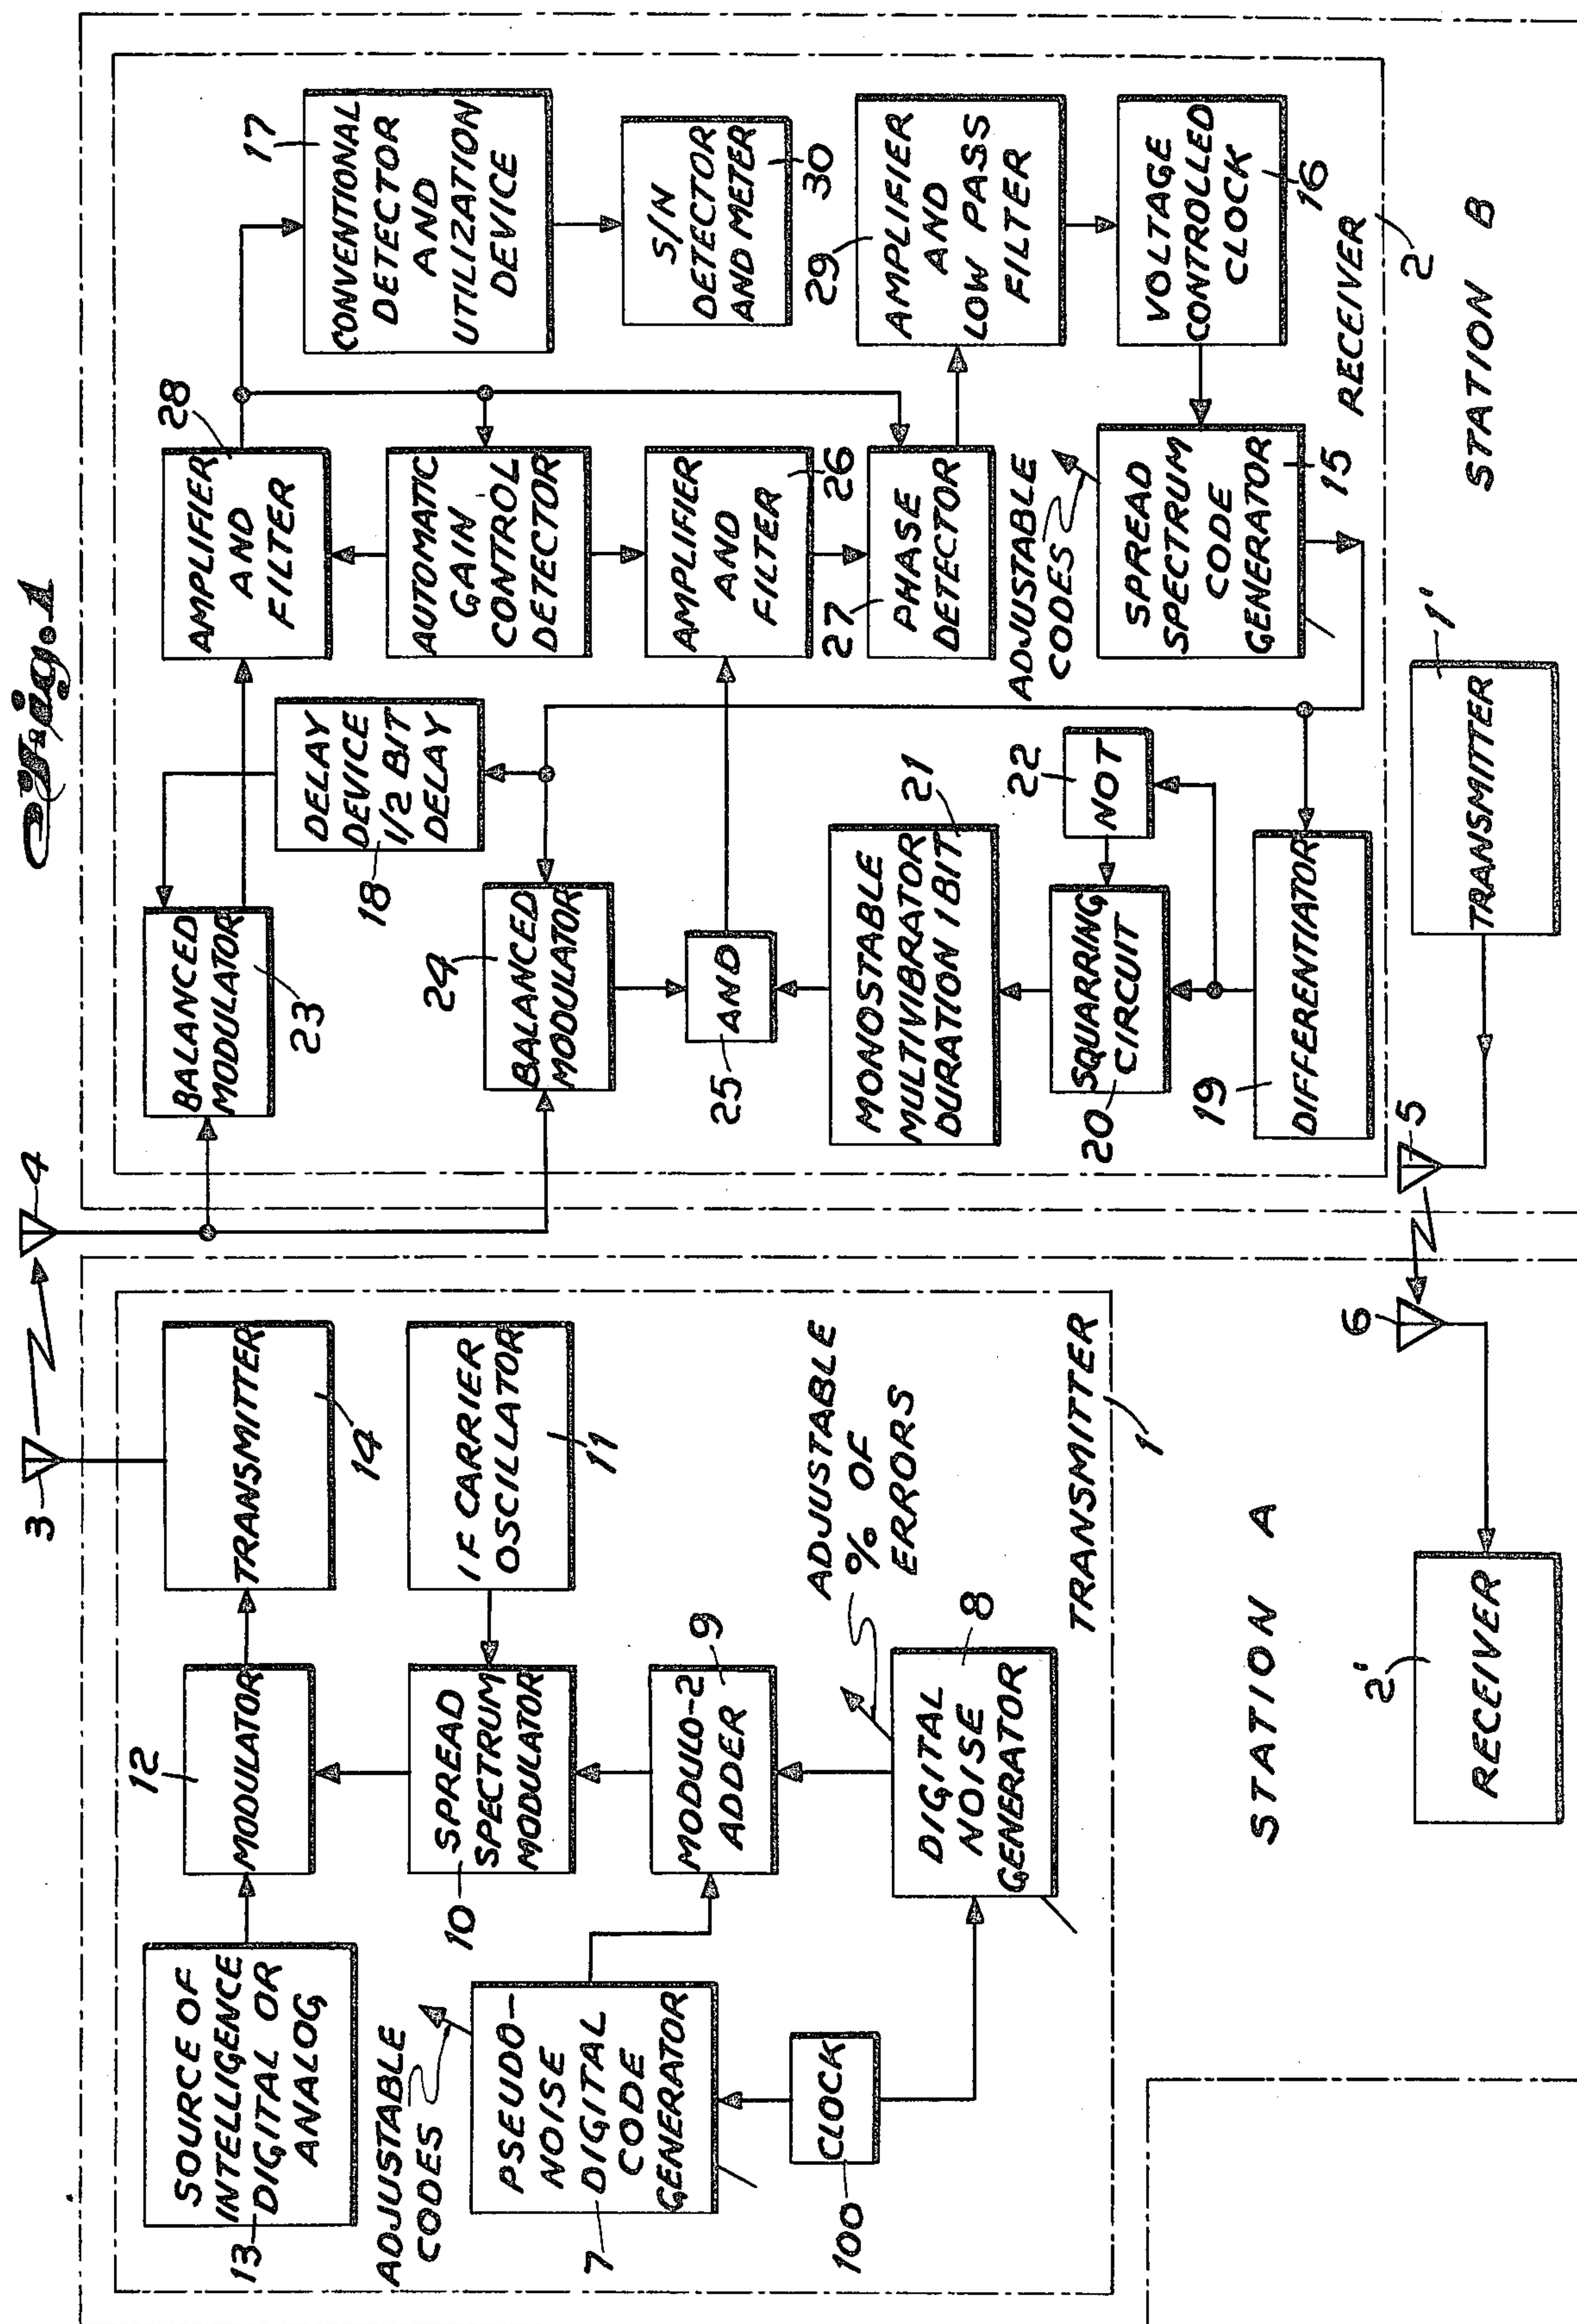 Fig. 1
3
4
SOURCE OF
INTELLIGENCE
DIGITAL OR
ANALOG
13
12
MODULATOR
TRANSMITTER
14
ADJUSTABLE
CODES
PSEUDO-
NOISE
DIGITAL
CODE
GENERATOR
7
10
SPREAD
SPECTRUM
MODULATOR
IF CARRIER
OSCILLATOR
11
MODULO-2
ADDER
9
CLOCK
100
DIGITAL
NOISE
GENERATOR
8
ADJUSTABLE
% OF
ERRORS
TRANSMITTER
1
STATION A
2'
RECEIVER
6
5
BALANCED
MODULATOR
23
DELAY
DEVICE
1/2 BIT
DELAY
18
AMPLIFIER
AND
FILTER
28
CONVENTIONAL
DETECTOR
AND
UTILIZATION
DEVICE
17
24
BALANCED
MODULATOR
AUTOMATIC
GAIN
CONTROL
DETECTOR
S/N
DETECTOR
AND METER
30
25
AND
AMPLIFIER
AND
FILTER
26
MONOSTABLE
MULTIVIBRATOR
DURATION 1 BIT
21
27
PHASE
DETECTOR
29
AMPLIFIER
AND
LOW PASS
FILTER
SQUARRING
CIRCUIT
20
22
NOT
ADJUSTABLE
CODES
SPREAD
SPECTRUM
CODE
GENERATOR
15
VOLTAGE
CONTROLLED
CLOCK
16
19
DIFFERENTIATOR
RECEIVER
2
TRANSMITTER
1'
STATION B